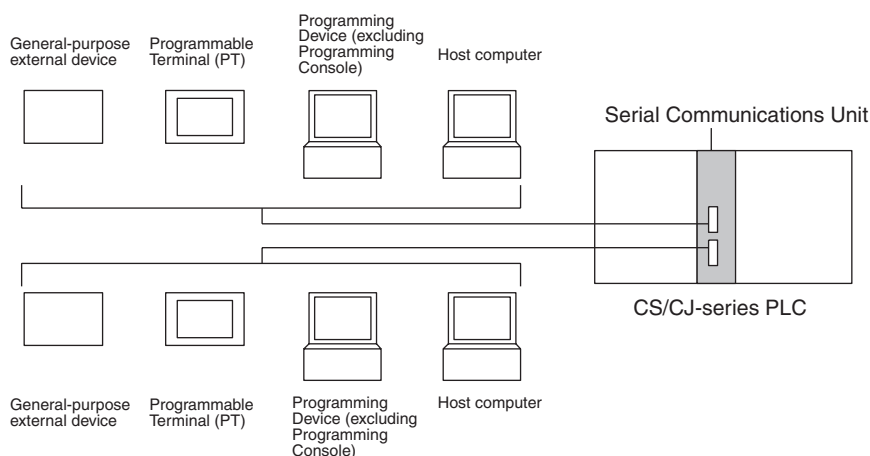 General-purpose
external device
Programmable
Terminal (PT)
Programming
Device (excluding
Programming
Console)
Host computer
Serial Communications Unit
CS/CJ-series PLC
General-purpose
external device
Programmable
Terminal (PT)
Programming
Device (excluding
Programming
Console)
Host computer